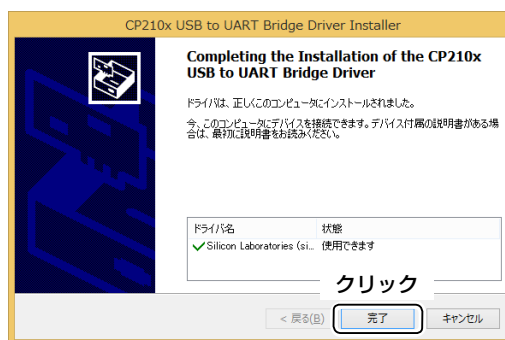 CP210x USB to UART Bridge Driver Installer
Completing the Installation of the CP210x
USB to UART Bridge Driver
ドライバは、正しくこのコンピュータにインストールされました。
今、このコンピュータにデバイスを接続できます。デバイス付属の説明書がある場
合は、最初に説明書をお読みください。
ドライバ名 状態
Silicon Laboratories (si... 使用できます
クリック
< 戻る(B) 完了 キャンセル